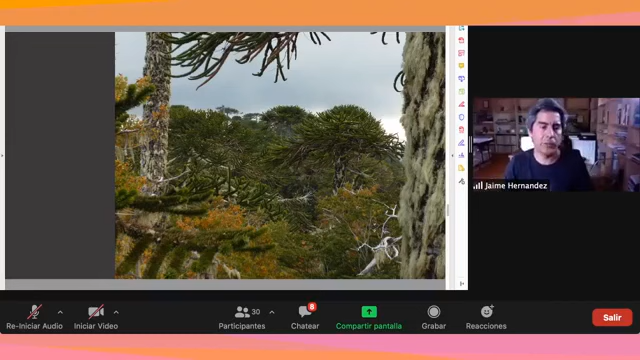 Jaime Hernandez
30
8
Re-Iniciar Audio
Iniciar Video
Participantes
Chatear
Compartir pantalla
Grabar
Reacciones
Salir